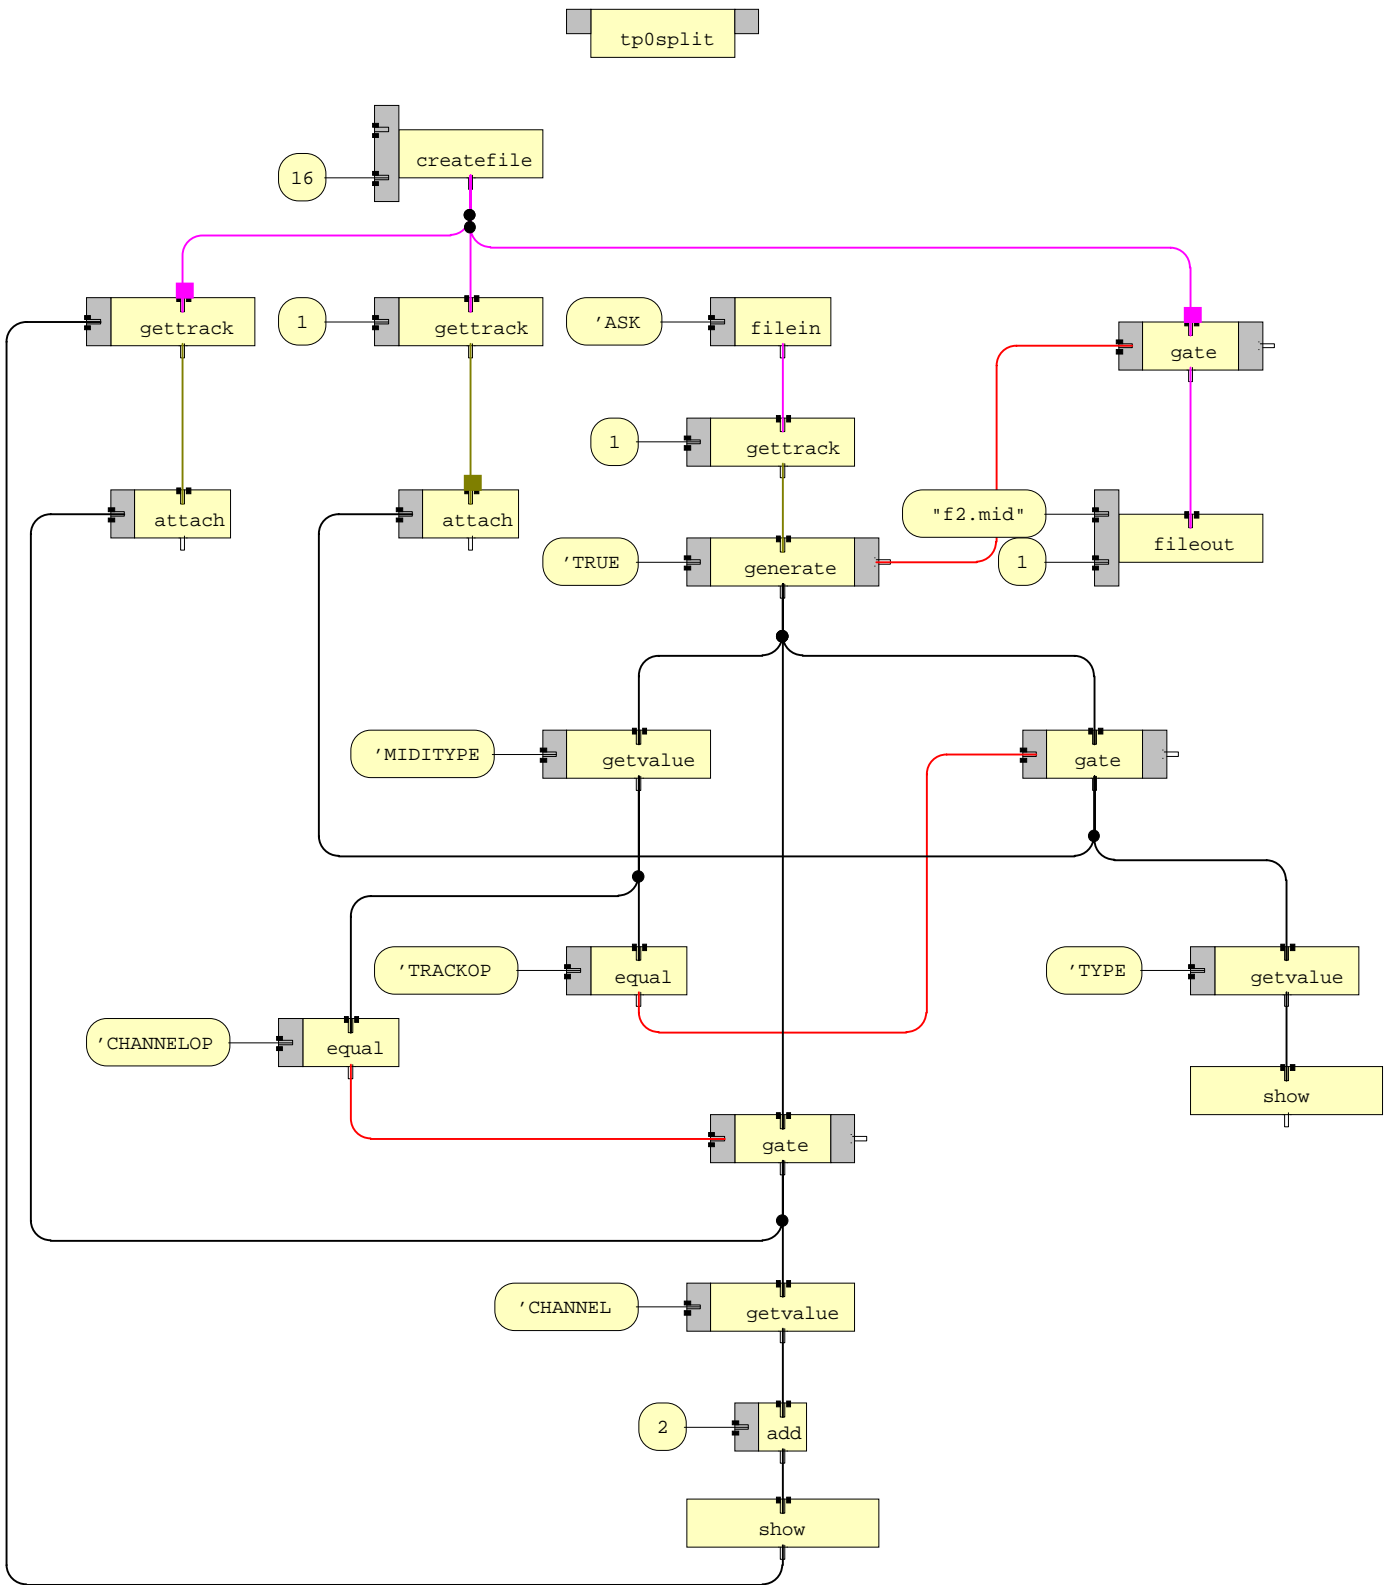 tp0split
createfile
16
gettrack
1
gettrack
’ASK
filein
gate
1
gettrack
attach
attach
"f2.mid"
fileout
’TRUE
generate
1
’MIDITYPE
getvalue
gate
’TRACKOP
equal
’TYPE
getvalue
’CHANNELOP
equal
show
gate
’CHANNEL
getvalue
2
add
show